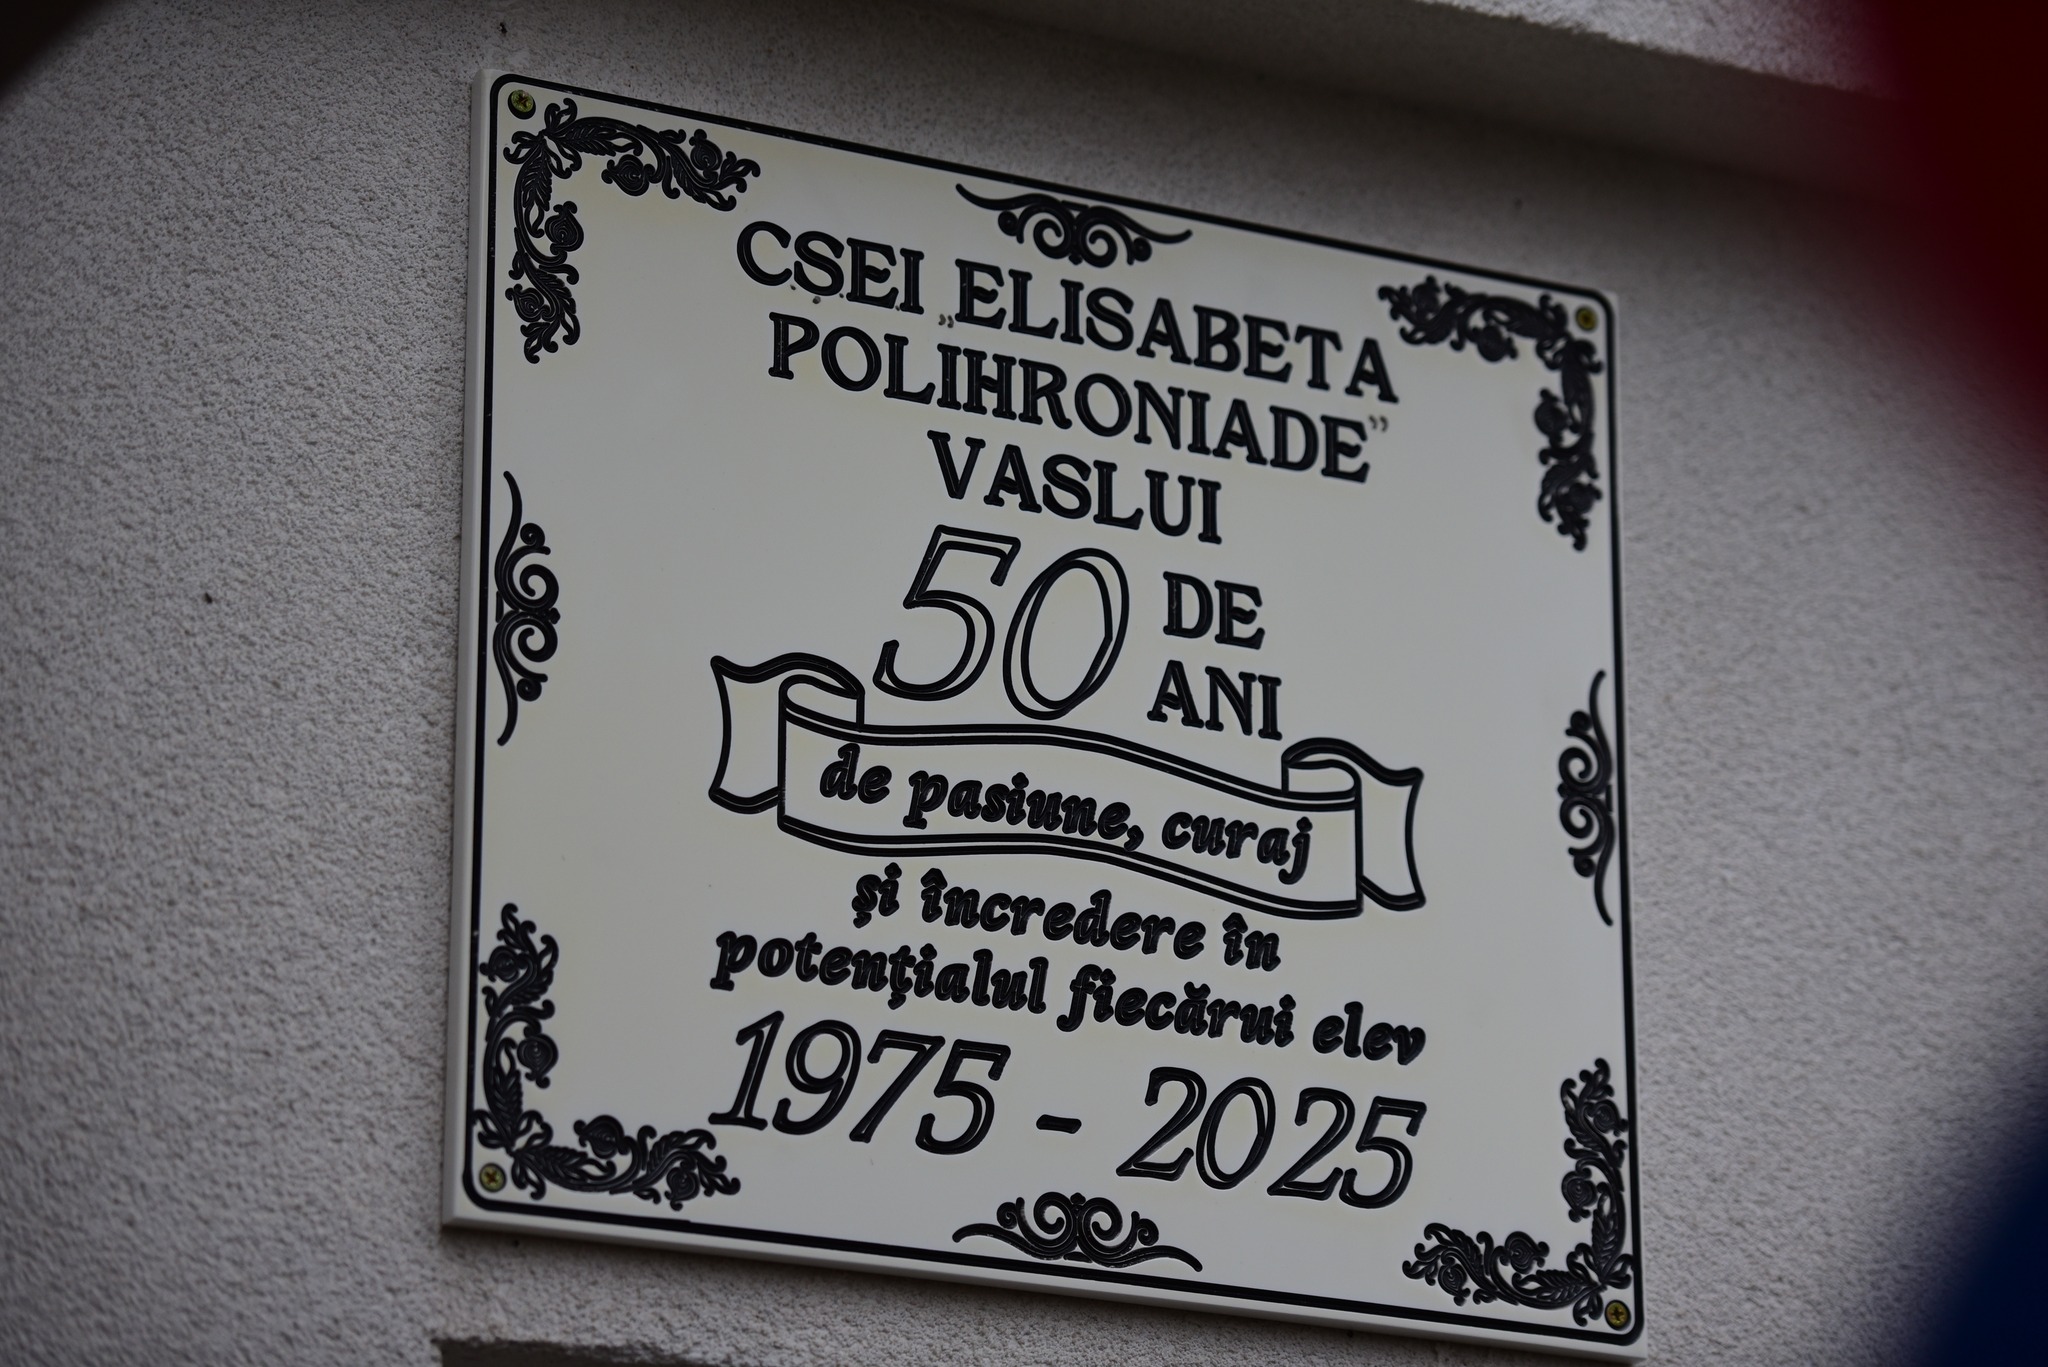 CSEI „ELISABETA
POLIHRONIADE”
VASLUI
50 DE
ANI
de pasiune, curaj
și încredere în
potențialul fiecărui elev
1975 - 2025